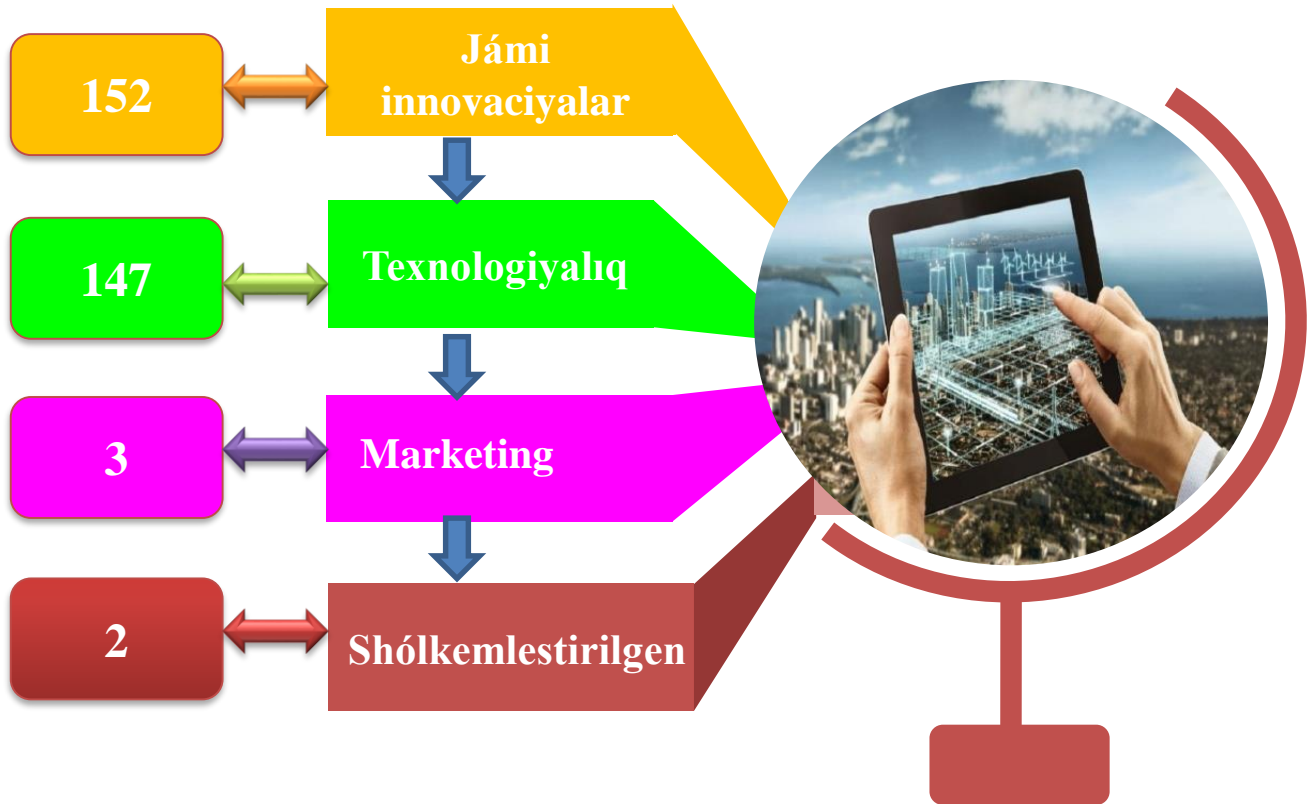 152
Jámi
innovaciyalar
147
Texnologiyalıq
3
Marketing
2
Shólkemlestirilgen